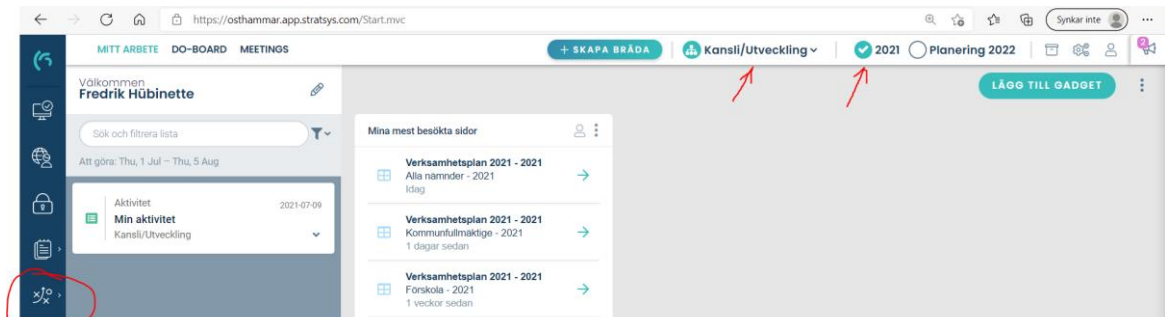 https://osthammar.app.stratsys.com/Start.mvc
Synkar inte
MITT ARBETE DO-BOARD MEETINGS
+ SKAPA BRÄDA
Kansli/Utveckling
2021 Planering 2022
2
Välkommen
Fredrik Hübinette
LÄGG TILL GADGET
Sök och filtrera lista
Att göra: Thu, 1 Jul – Thu, 5 Aug
Aktivitet 2021-07-09
Min aktivitet
Kansli/Utveckling
Mina mest besökta sidor
Verksamhetsplan 2021 - 2021
Alla nämnder - 2021
Idag
Verksamhetsplan 2021 - 2021
Kommunfullmäktige - 2021
1 dagar sedan
Verksamhetsplan 2021 - 2021
Förskola - 2021
1 veckor sedan